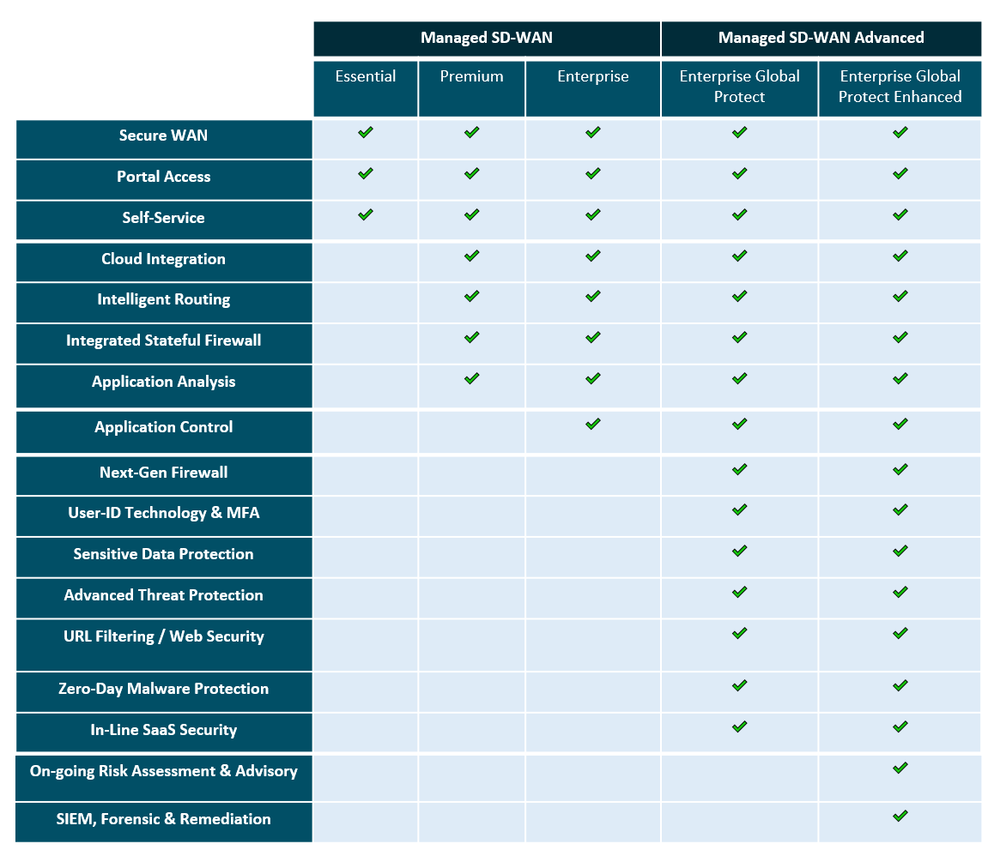 Managed SD-WAN
Managed SD-WAN Advanced
Essential
Premium
Enterprise
Enterprise Global
Protect
Enterprise Global
Protect Enhanced
Secure WAN
Portal Access
Self-Service
Cloud Integration
Intelligent Routing
Integrated Stateful Firewall
Application Analysis
Application Control
Next-Gen Firewall
User-ID Technology & MFA
Sensitive Data Protection
Advanced Threat Protection
URL Filtering / Web Security
Zero-Day Malware Protection
In-Line SaaS Security
On-going Risk Assessment & Advisory
SIEM, Forensic & Remediation